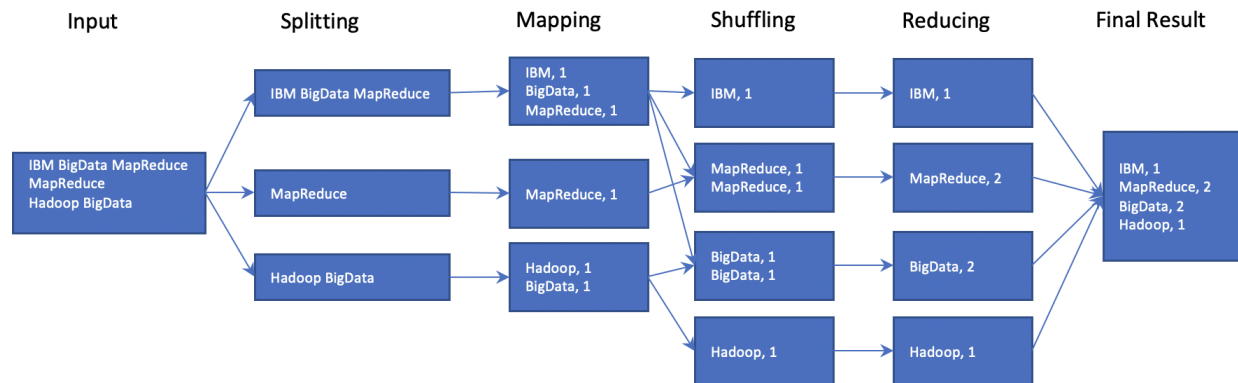 Input
Splitting
Mapping
Shuffling
Reducing
Final Result
IBM BigData MapReduce
MapReduce
Hadoop BigData
IBM BigData MapReduce
MapReduce
Hadoop BigData
IBM, 1
BigData, 1
MapReduce, 1
MapReduce, 1
Hadoop, 1
BigData, 1
IBM, 1
MapReduce, 1
MapReduce, 1
BigData, 1
BigData, 1
Hadoop, 1
IBM, 1
MapReduce, 2
BigData, 2
Hadoop, 1
IBM, 1
MapReduce, 2
BigData, 2
Hadoop, 1